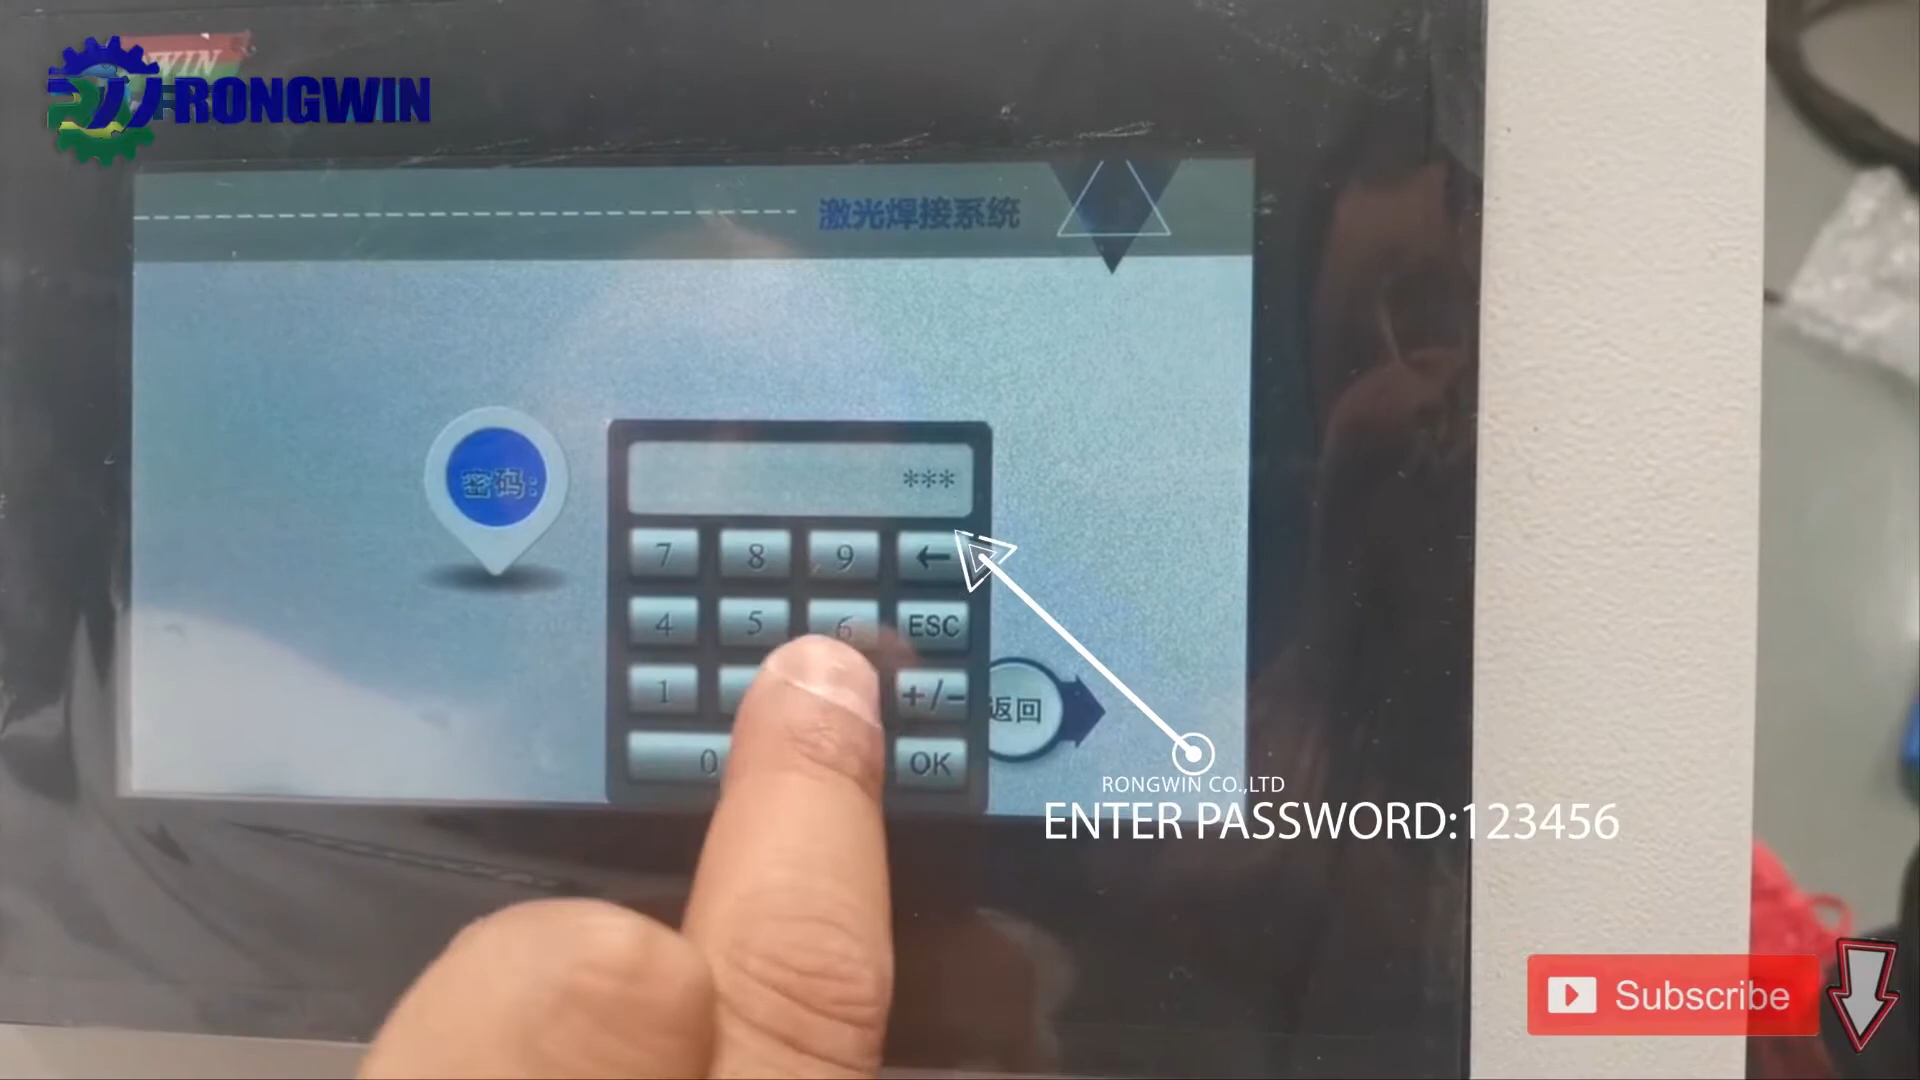 WIN
RONGWIN
激光焊接系统
密码:
***
7 8 9 ←
4 5 6 ESC
1 +/-
0 OK
返回
RONGWIN CO.,LTD
ENTER PASSWORD:123456
Subscribe